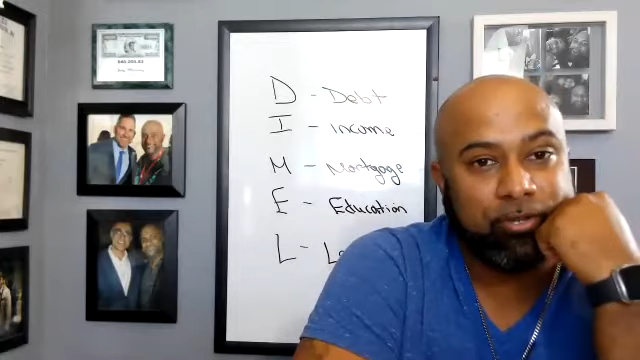 D - Debt
I - Income
M - Mortgage
E - Education
L -